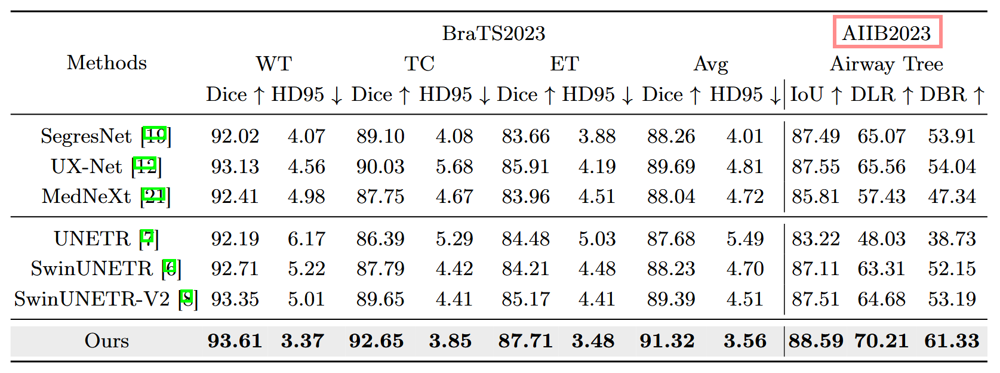 BraTS2023 AIIB2023
Methods WT TC ET Avg Airway Tree
Dice ↑ HD95 ↓ Dice ↑ HD95 ↓ Dice ↑ HD95 ↓ Dice ↑ HD95 ↓ IoU ↑ DLR ↑ DBR ↑
SegresNet [19] 92.02 4.07 89.10 4.08 83.66 3.88 88.26 4.01 87.49 65.07 53.91
UX-Net [12] 93.13 4.56 90.03 5.68 85.91 4.19 89.69 4.81 87.55 65.56 54.04
MedNeXt [21] 92.41 4.98 87.75 4.67 83.96 4.51 88.04 4.72 85.81 57.43 47.34
UNETR [7] 92.19 6.17 86.39 5.29 84.48 5.03 87.68 5.49 83.22 48.03 38.73
SwinUNETR [6] 92.71 5.22 87.79 4.42 84.21 4.48 88.23 4.70 87.11 63.31 52.15
SwinUNETR-V2 [8] 93.35 5.01 89.65 4.41 85.17 4.41 89.39 4.51 87.51 64.68 53.19
Ours 93.61 3.37 92.65 3.85 87.71 3.48 91.32 3.56 88.59 70.21 61.33